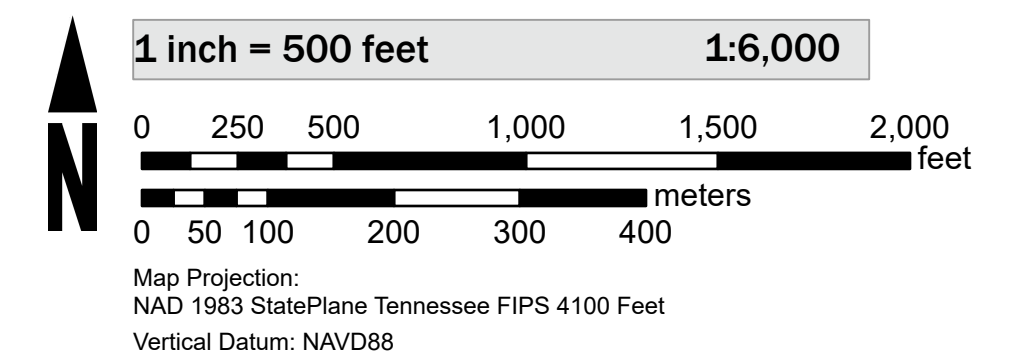 1 inch = 500 feet 1:6,000
0 250 500 1,000 1,500 2,000
feet
N
meters
0 50 100 200 300 400
Map Projection:
NAD 1983 StatePlane Tennessee FIPS 4100 Feet
Vertical Datum: NAVD88